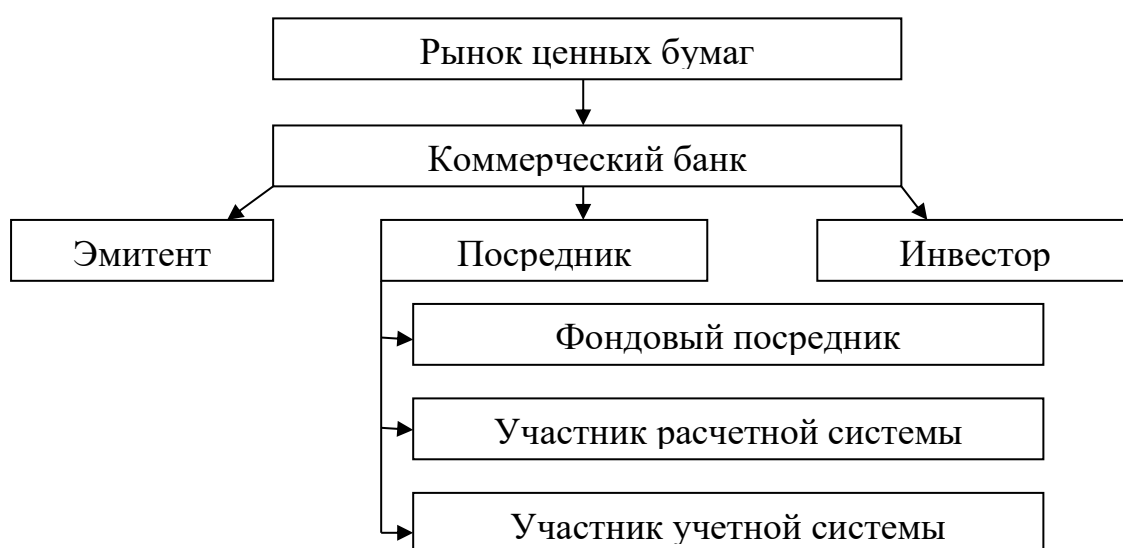 Рынок ценных бумаг
Коммерческий банк
Эмитент
Посредник
Инвестор
Фондовый посредник
Участник расчетной системы
Участник учетной системы